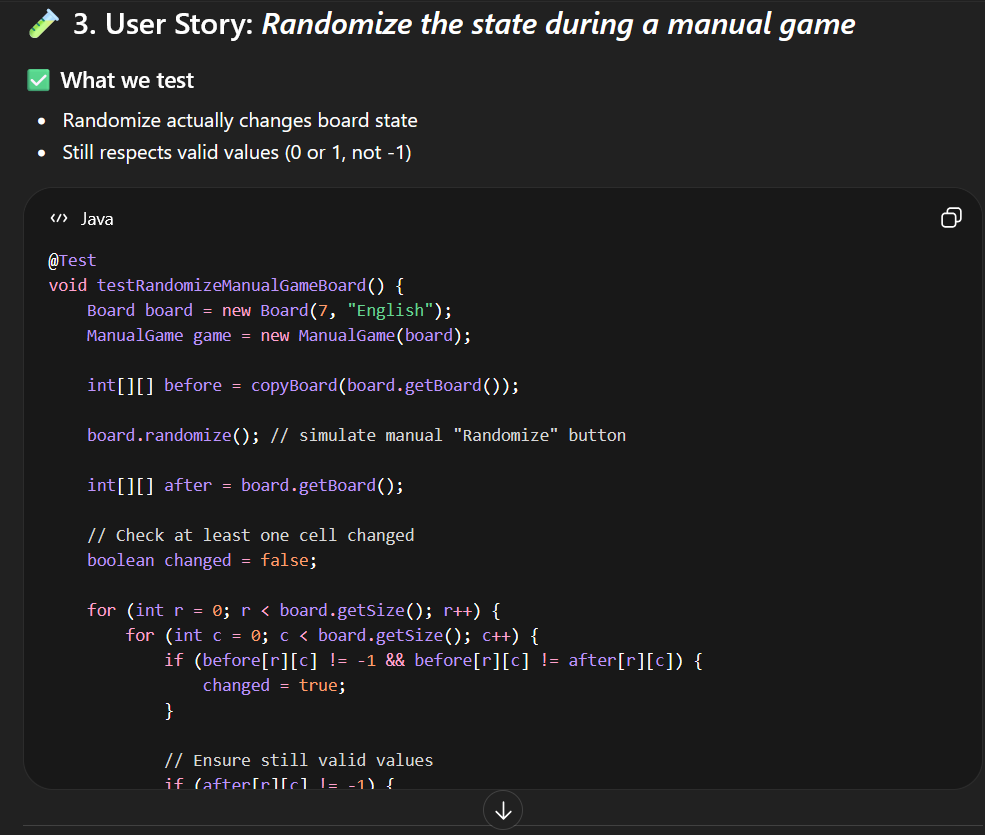 3. User Story: Randomize the state during a manual game
What we test
Randomize actually changes board state
Still respects valid values (0 or 1, not -1)
Java
@Test
void testRandomizeManualGameBoard() {
    Board board = new Board(7, "English");
    ManualGame game = new ManualGame(board);
    int[][] before = copyBoard(board.getBoard());
    board.randomize(); // simulate manual "Randomize" button
    int[][] after = board.getBoard();
    // Check at least one cell changed
    boolean changed = false;
    for (int r = 0; r < board.getSize(); r++) {
        for (int c = 0; c < board.getSize(); c++) {
            if (before[r][c] != -1 && before[r][c] != after[r][c]) {
                changed = true;
            }
            // Ensure still valid values
            if (after[r][c] != -1) {